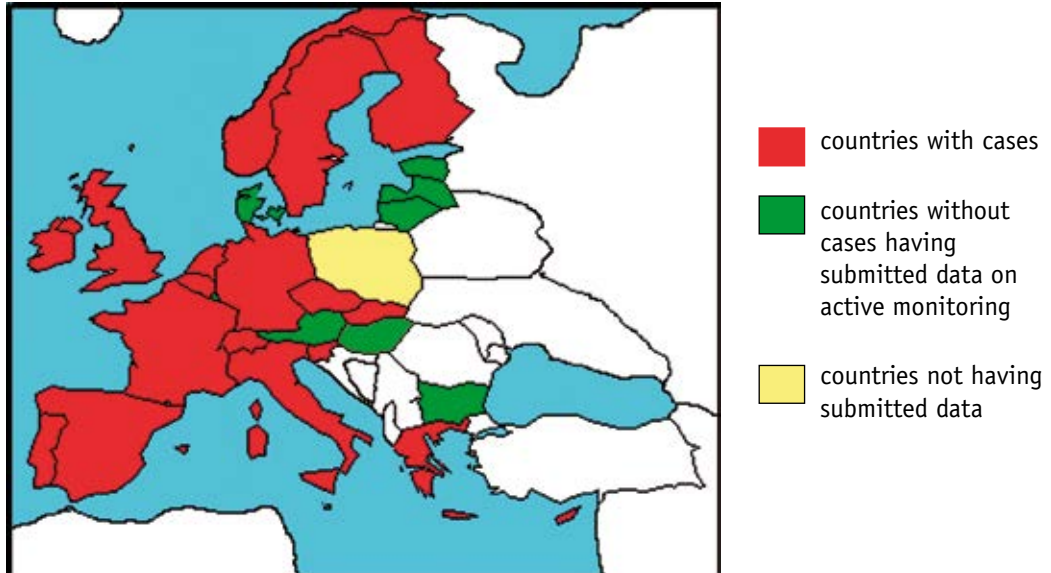 countries with cases
countries without
cases having
submitted data on
active monitoring
countries not having
submitted data